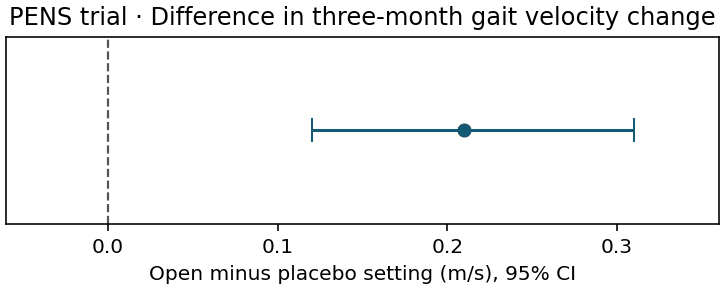 PENS trial · Difference in three-month gait velocity change
0.0 0.1 0.2 0.3
Open minus placebo setting (m/s), 95% CI